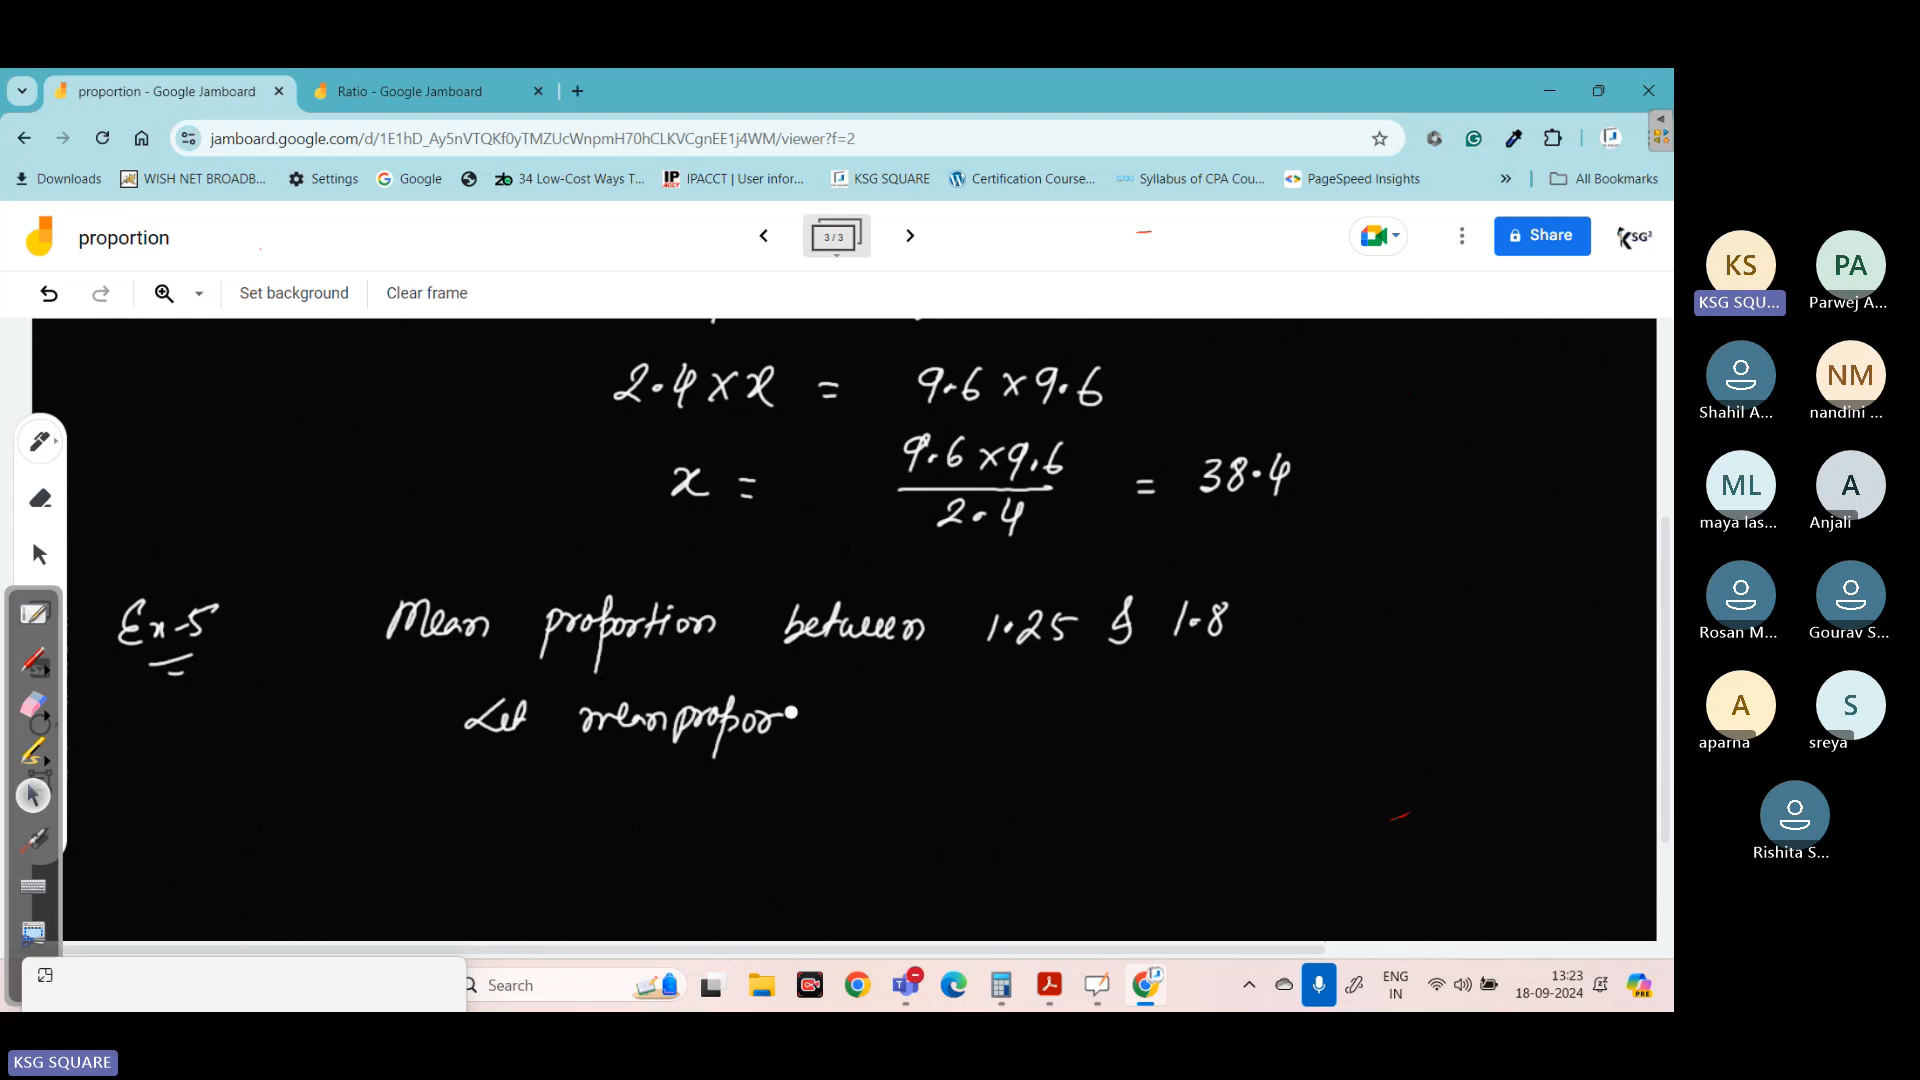 proportion - Google Jamboard
Ratio - Google Jamboard
jamboard.google.com/d/1E1hD_Ay5nVTQKf0yTMZUcWnpmH70hCLKVCgnEE1j4WM/viewer?f=2
Downloads WISH NET BROADB... Settings Google 34 Low-Cost Ways T... IPACCT | User infor... KSG SQUARE Certification Course... Syllabus of CPA Cou... PageSpeed Insights » All Bookmarks
proportion
3 / 3
Share
KSG²
Set background Clear frame
2.4 × x = 9.6 × 9.6
x = 9.6 × 9.6 / 2.4 = 38.4
Ex-5 Mean proportion between 1.25 & 1.8
Let mean propor
KS PA
KSG SQU... Parwej A...
NM
Shahil A... nandini ...
ML A
maya las... Anjali
Rosan M... Gourav S...
A S
aparna sreya
Rishita S...
Search
ENG
IN
13:23
18-09-2024
PRE
KSG SQUARE